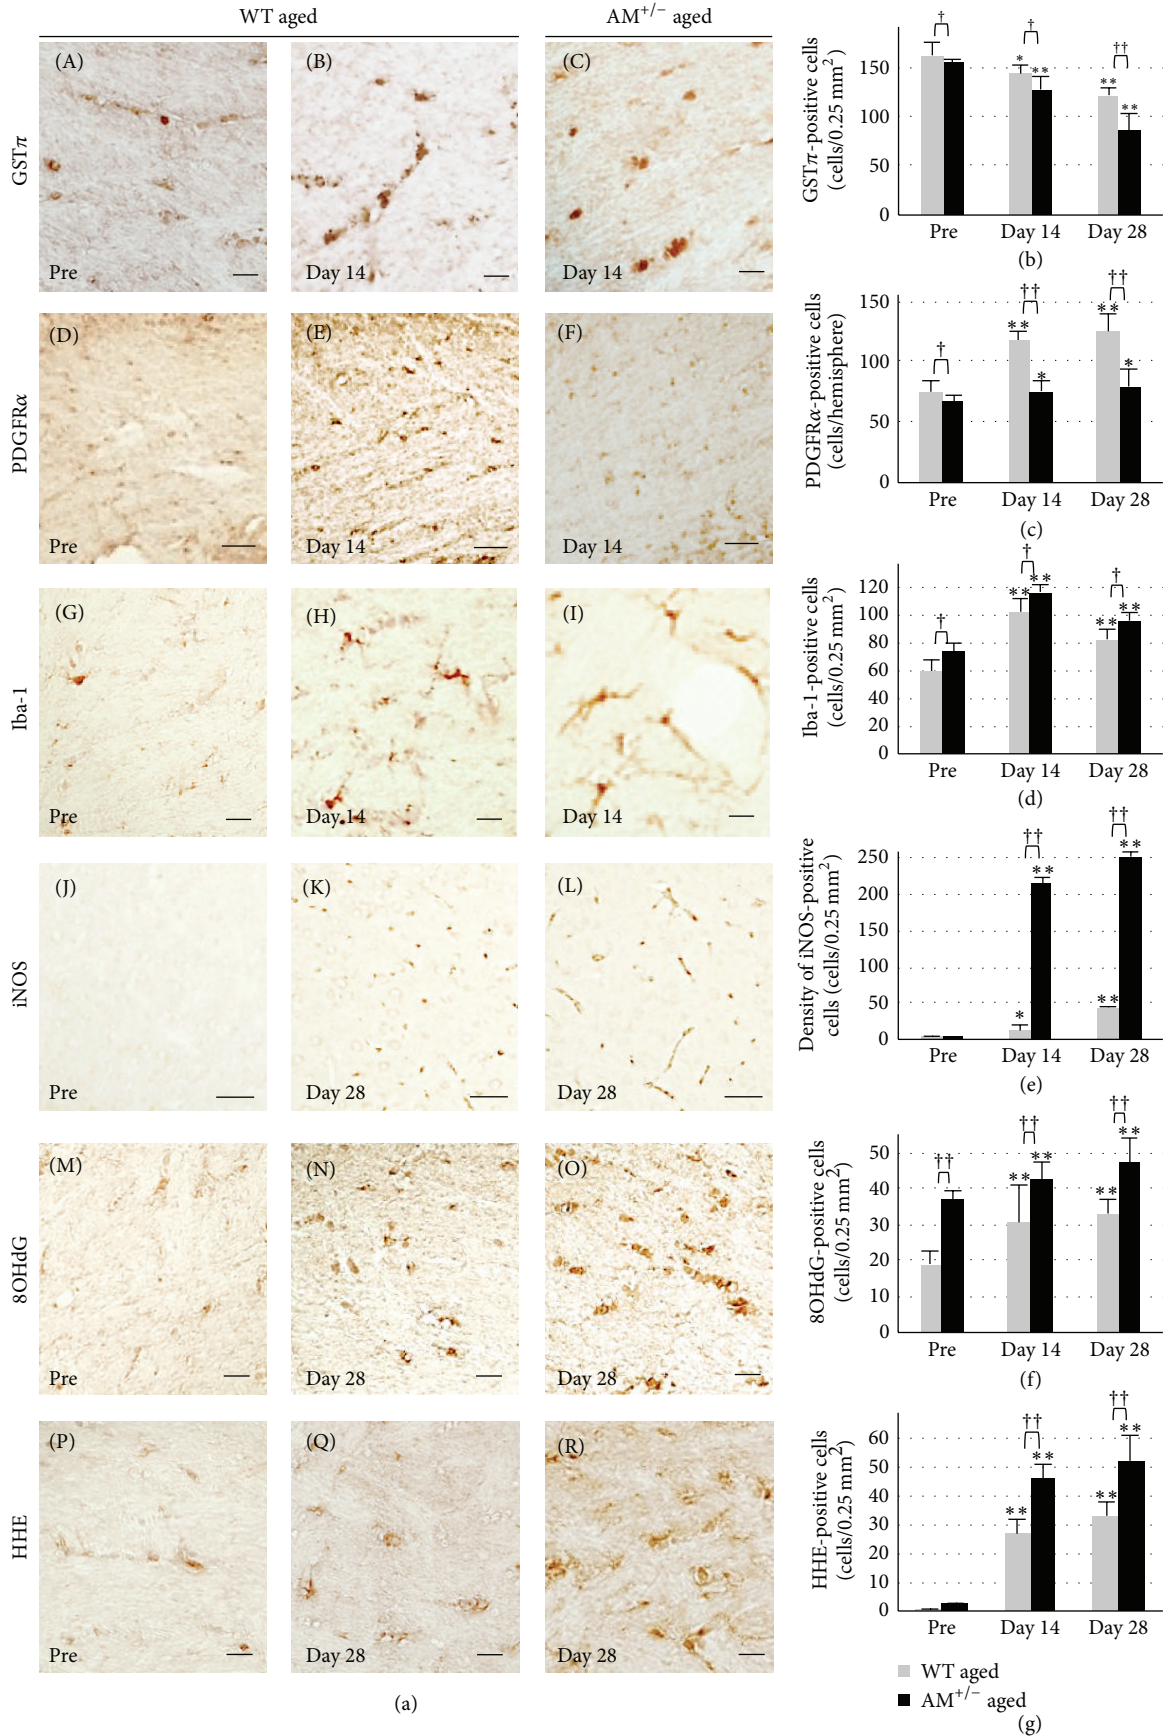 WT aged
AM+/− aged
(A)
(B)
(C)
GSTπ
Pre
Day 14
Day 14
(D)
(E)
(F)
PDGFRα
Pre
Day 14
Day 14
(G)
(H)
(I)
Iba-1
Pre
Day 14
Day 14
(J)
(K)
(L)
iNOS
Pre
Day 28
Day 28
(M)
(N)
(O)
8OHdG
Pre
Day 28
Day 28
(P)
(Q)
(R)
HHE
Pre
Day 28
Day 28
(a)
GSTπ-positive cells
(cells/0.25 mm²)
150
100
50
0
† † ††
* ** ** **
Pre Day 14 Day 28
(b)
PDGFRα-positive cells
(cells/hemisphere)
150
100
50
0
† †† ††
** * ** *
Pre Day 14 Day 28
(c)
Iba-1-positive cells
(cells/0.25 mm²)
120
100
80
60
40
20
0
† † †
** ** ** **
Pre Day 14 Day 28
(d)
Density of iNOS-positive
cells (cells/0.25 mm²)
250
200
150
100
50
0
†† ††
* ** ** **
Pre Day 14 Day 28
(e)
8OHdG-positive cells
(cells/0.25 mm²)
50
40
30
20
10
0
†† †† ††
** ** ** **
Pre Day 14 Day 28
(f)
HHE-positive cells
(cells/0.25 mm²)
60
50
40
30
20
10
0
†† ††
** ** ** **
Pre Day 14 Day 28
WT aged
AM+/− aged
(g)